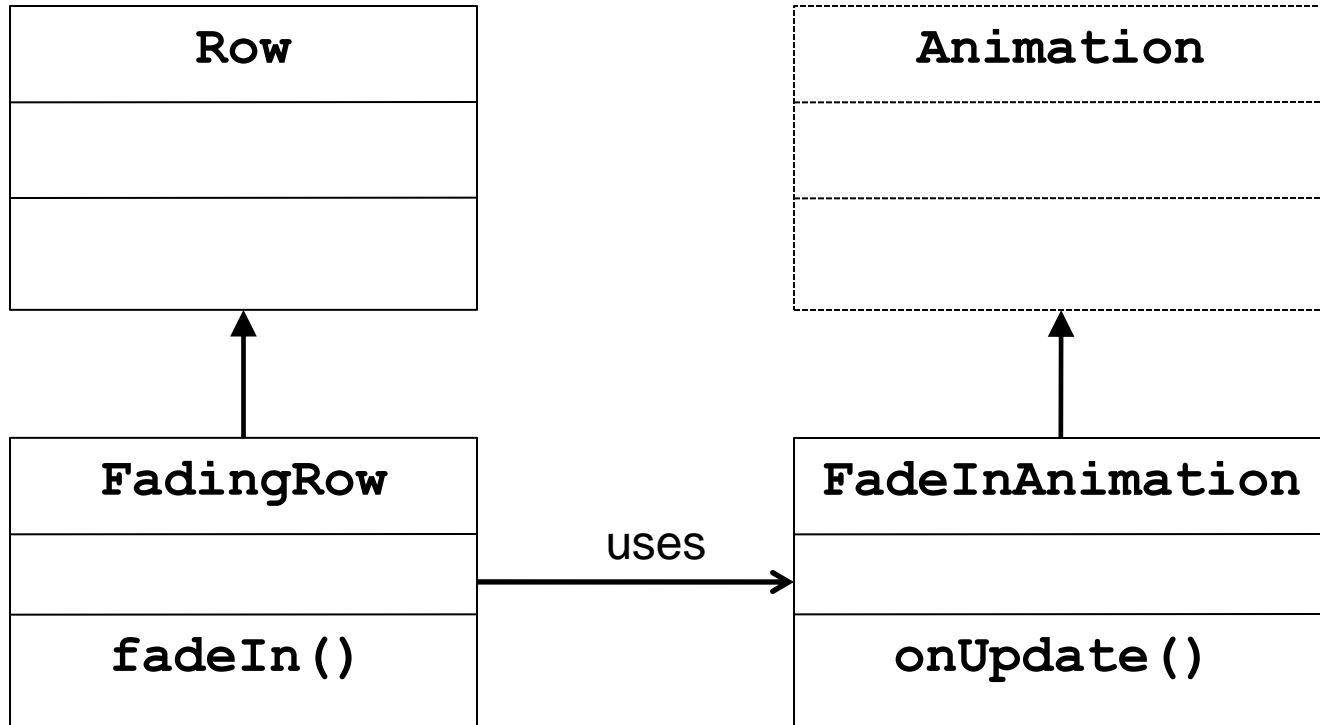 Row
Animation
FadingRow
FadeInAnimation
uses
fadeIn()
onUpdate()